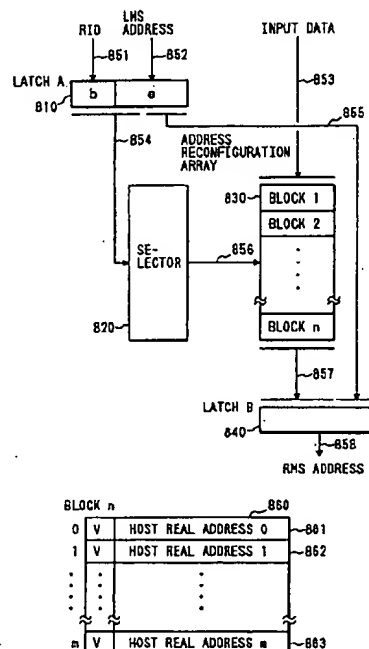 LMS
ADDRESS
RID
INPUT DATA
851
852
853
LATCH A
b
a
810
855
854
ADDRESS
RECONFIGURATION
ARRAY
830
BLOCK 1
BLOCK 2
SE-
LECTOR
856
820
BLOCK n
857
LATCH B
840
858
RMS ADDRESS
BLOCK n
860
0 V HOST REAL ADDRESS 0 861
1 V HOST REAL ADDRESS 1 862
m V HOST REAL ADDRESS m 863